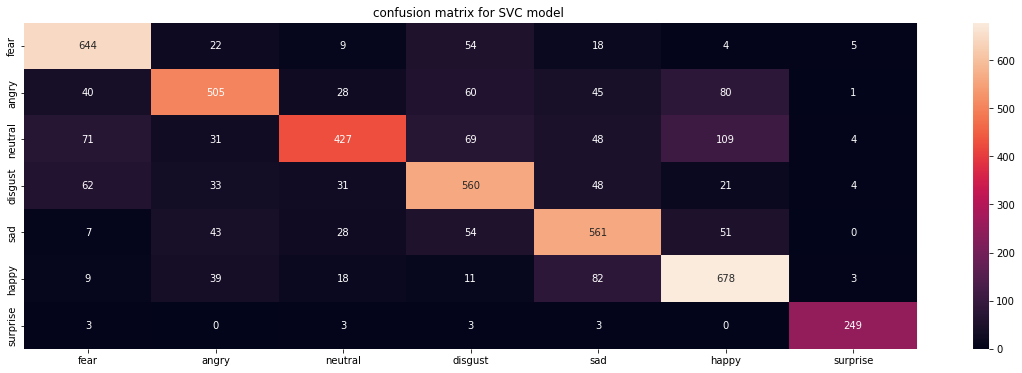 confusion matrix for SVC model
fear 644 22 9 54 18 4 5
angry 40 505 28 60 45 80 1
neutral 71 31 427 69 48 109 4
disgust 62 33 31 560 48 21 4
sad 7 43 28 54 561 51 0
happy 9 39 18 11 82 678 3
surprise 3 0 3 3 3 0 249
fear angry neutral disgust sad happy surprise
600
500
400
300
200
100
0